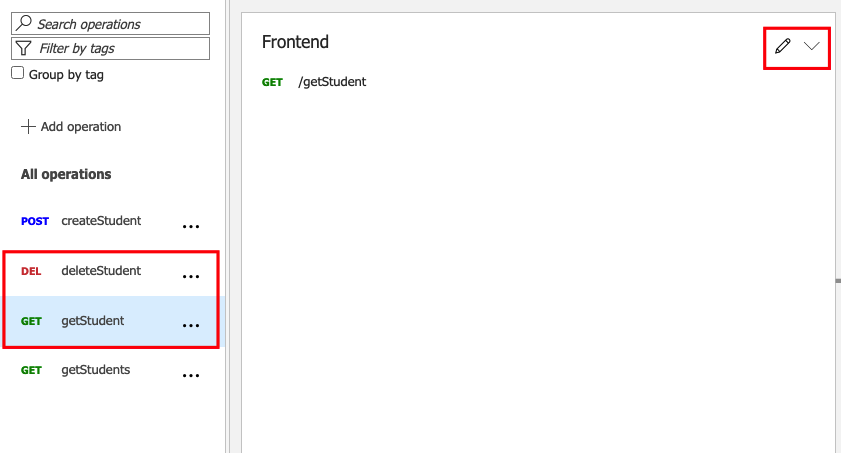 Search operations
Filter by tags
Group by tag
Add operation
All operations
POST createStudent ...
DEL deleteStudent ...
GET getStudent ...
GET getStudents ...
Frontend
GET /getStudent